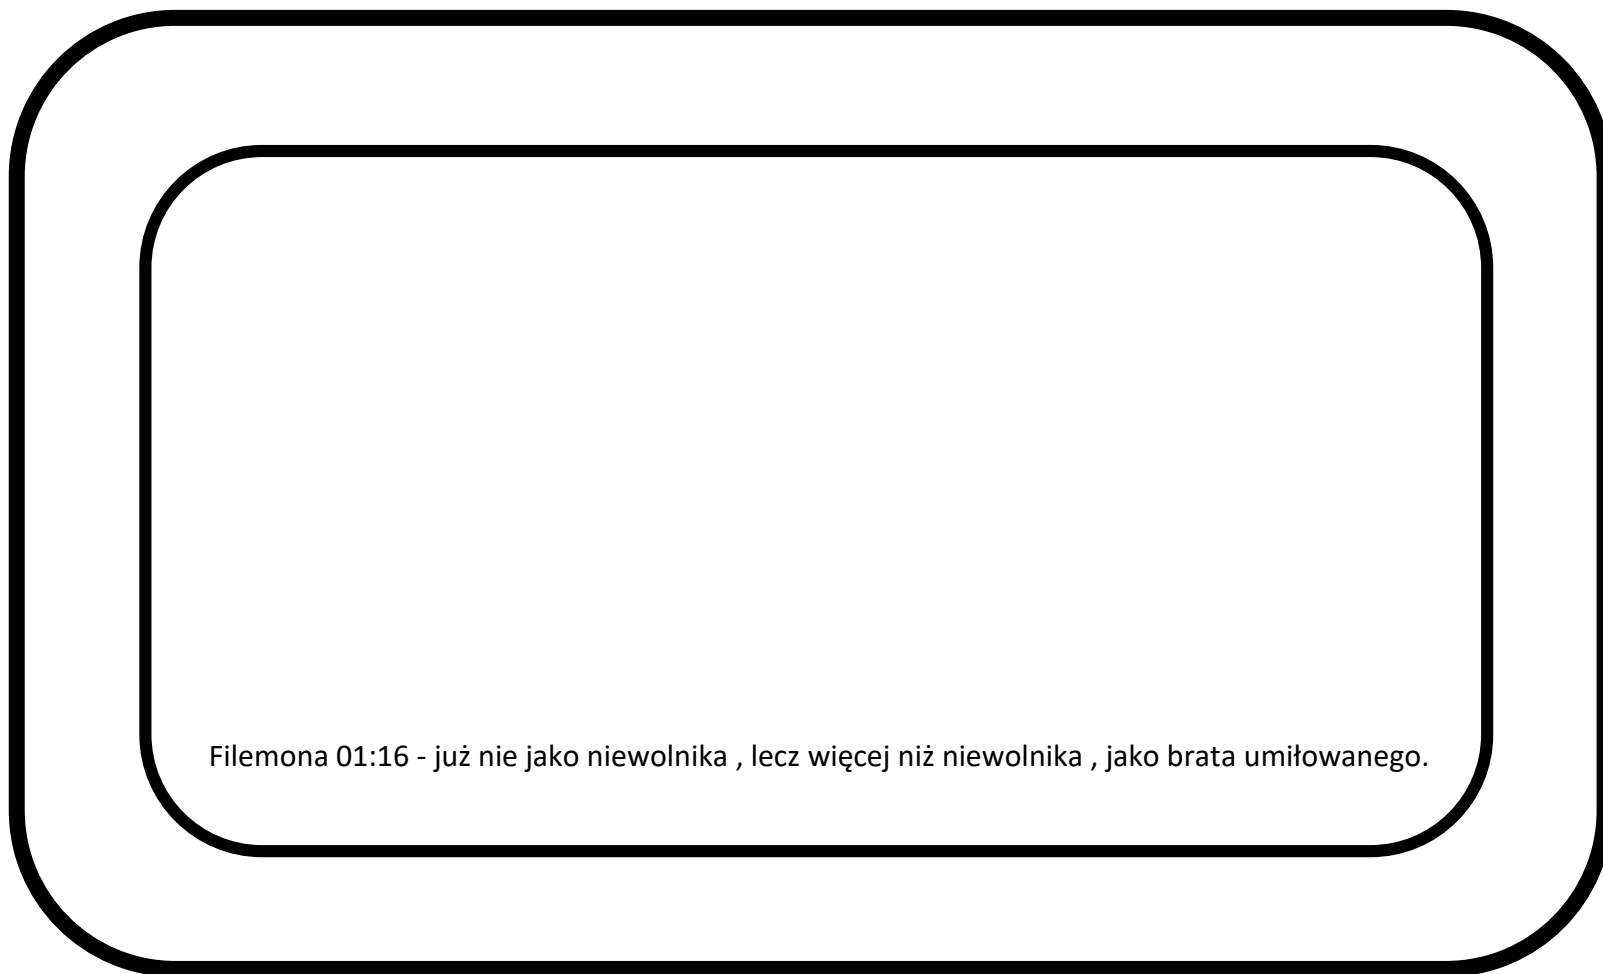 Filemona 01:16 - już nie jako niewolnika , lecz więcej niż niewolnika , jako brata umiłowanego.